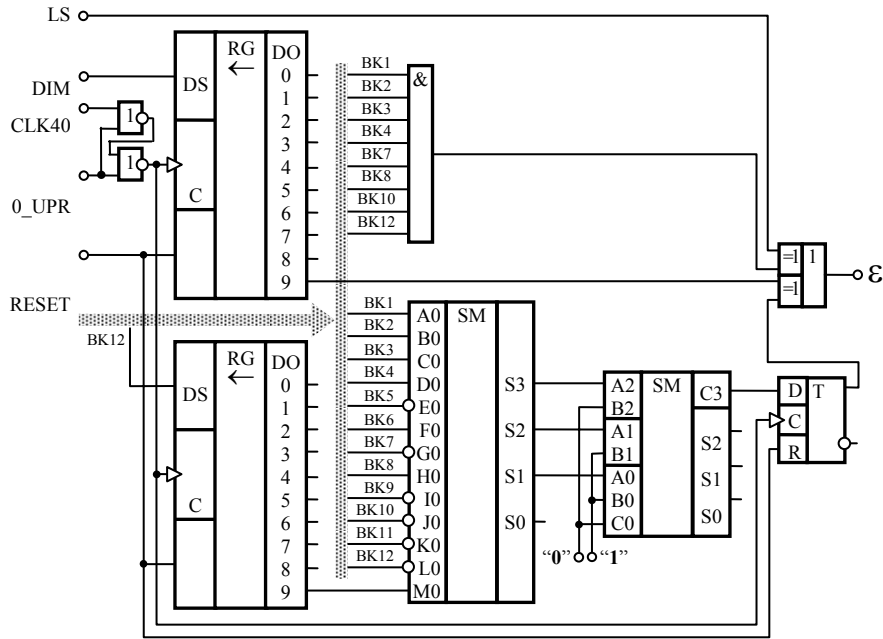 LS
DIM
CLK40
0_UPR
RESET
BK12
1
1
RG
←
DS
C
DO
0
1
2
3
4
5
6
7
8
9
RG
←
DS
C
DO
0
1
2
3
4
5
6
7
8
9
BK1
BK2
BK3
BK4
BK7
BK8
BK10
BK12
&
BK1
BK2
BK3
BK4
BK5
BK6
BK7
BK8
BK9
BK10
BK11
BK12
A0
B0
C0
D0
E0
F0
G0
H0
I0
J0
K0
L0
M0
SM
S3
S2
S1
S0
A2
B2
A1
B1
A0
B0
C0
SM
C3
S2
S1
S0
“0” “1”
D T
C
R
=1 1
=1
ε